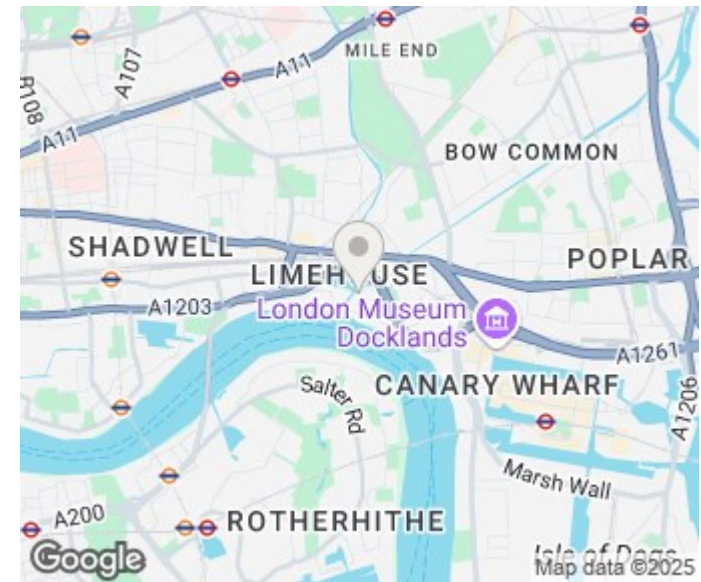 MILE END
A11
A107
R108
A11
BOW COMMON
SHADWELL
POPLAR
LIMEHOUSE
A1203
London Museum
Docklands
A1261
Salter
Rd
CANARY WHARF
A1206
Marsh Wall
A200
ROTHERHITHE
Isle of Dogs
Google
Map data ©2025